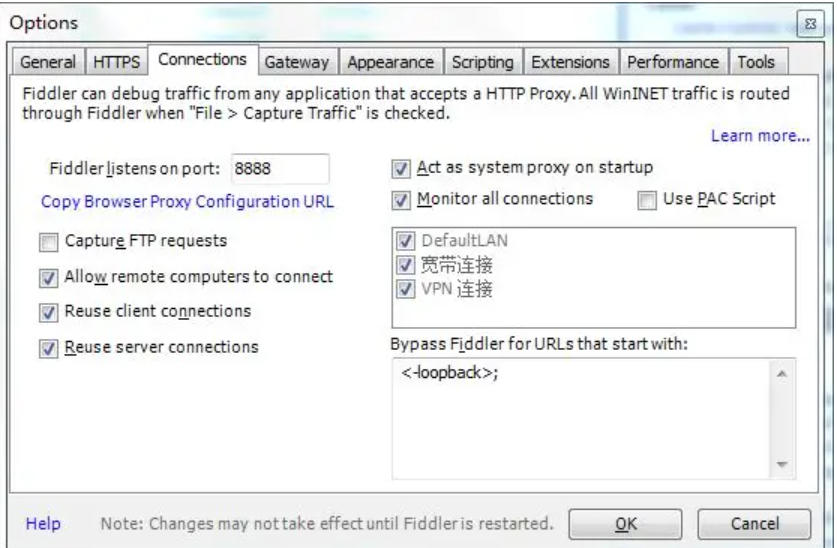 Options
General HTTPS Connections Gateway Appearance Scripting Extensions Performance Tools
Fiddler can debug traffic from any application that accepts a HTTP Proxy. All WinINET traffic is routed
through Fiddler when "File > Capture Traffic" is checked.
Learn more...
Fiddler listens on port: 8888
Copy Browser Proxy Configuration URL
Capture FTP requests
Allow remote computers to connect
Reuse client connections
Reuse server connections
Act as system proxy on startup
Monitor all connections Use PAC Script
DefaultLAN
宽带连接
VPN 连接
Bypass Fiddler for URLs that start with:
<-loopback>;
Help Note: Changes may not take effect until Fiddler is restarted. OK Cancel